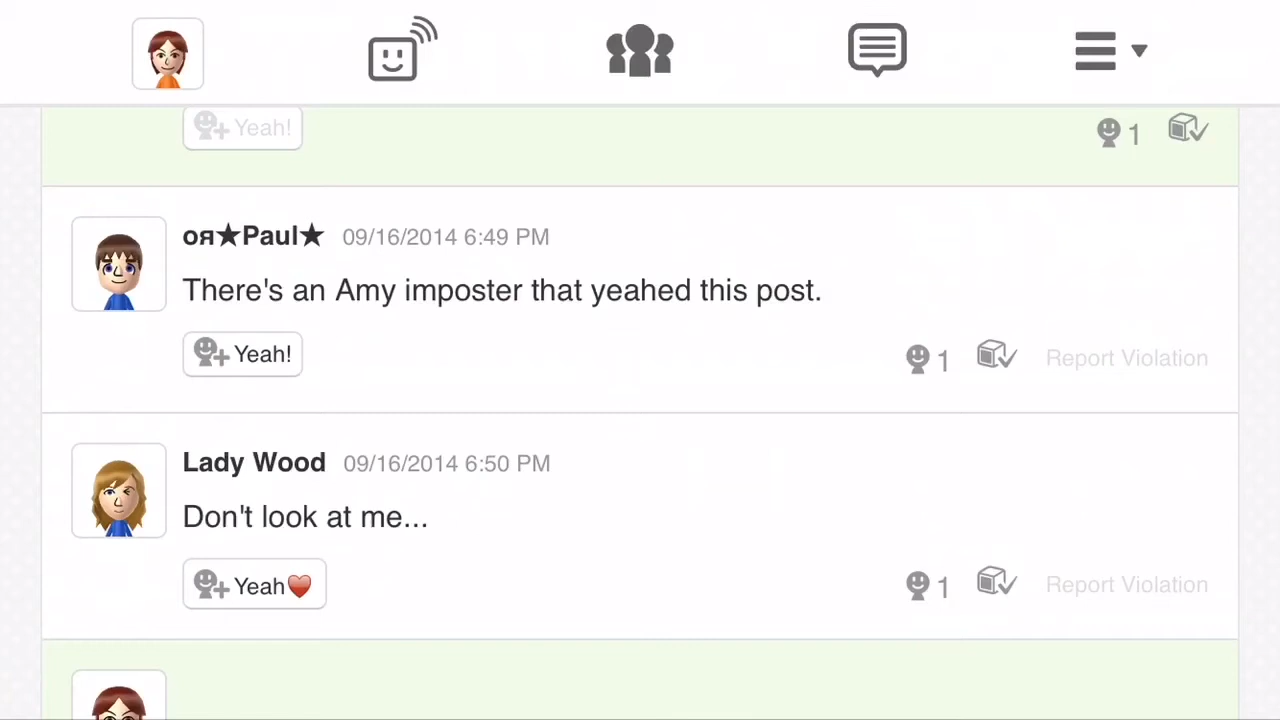 Yeah!
1
oя★Paul★ 09/16/2014 6:49 PM
There's an Amy imposter that yeahed this post.
Yeah! 1 Report Violation
Lady Wood 09/16/2014 6:50 PM
Don't look at me...
Yeah♥ 1 Report Violation